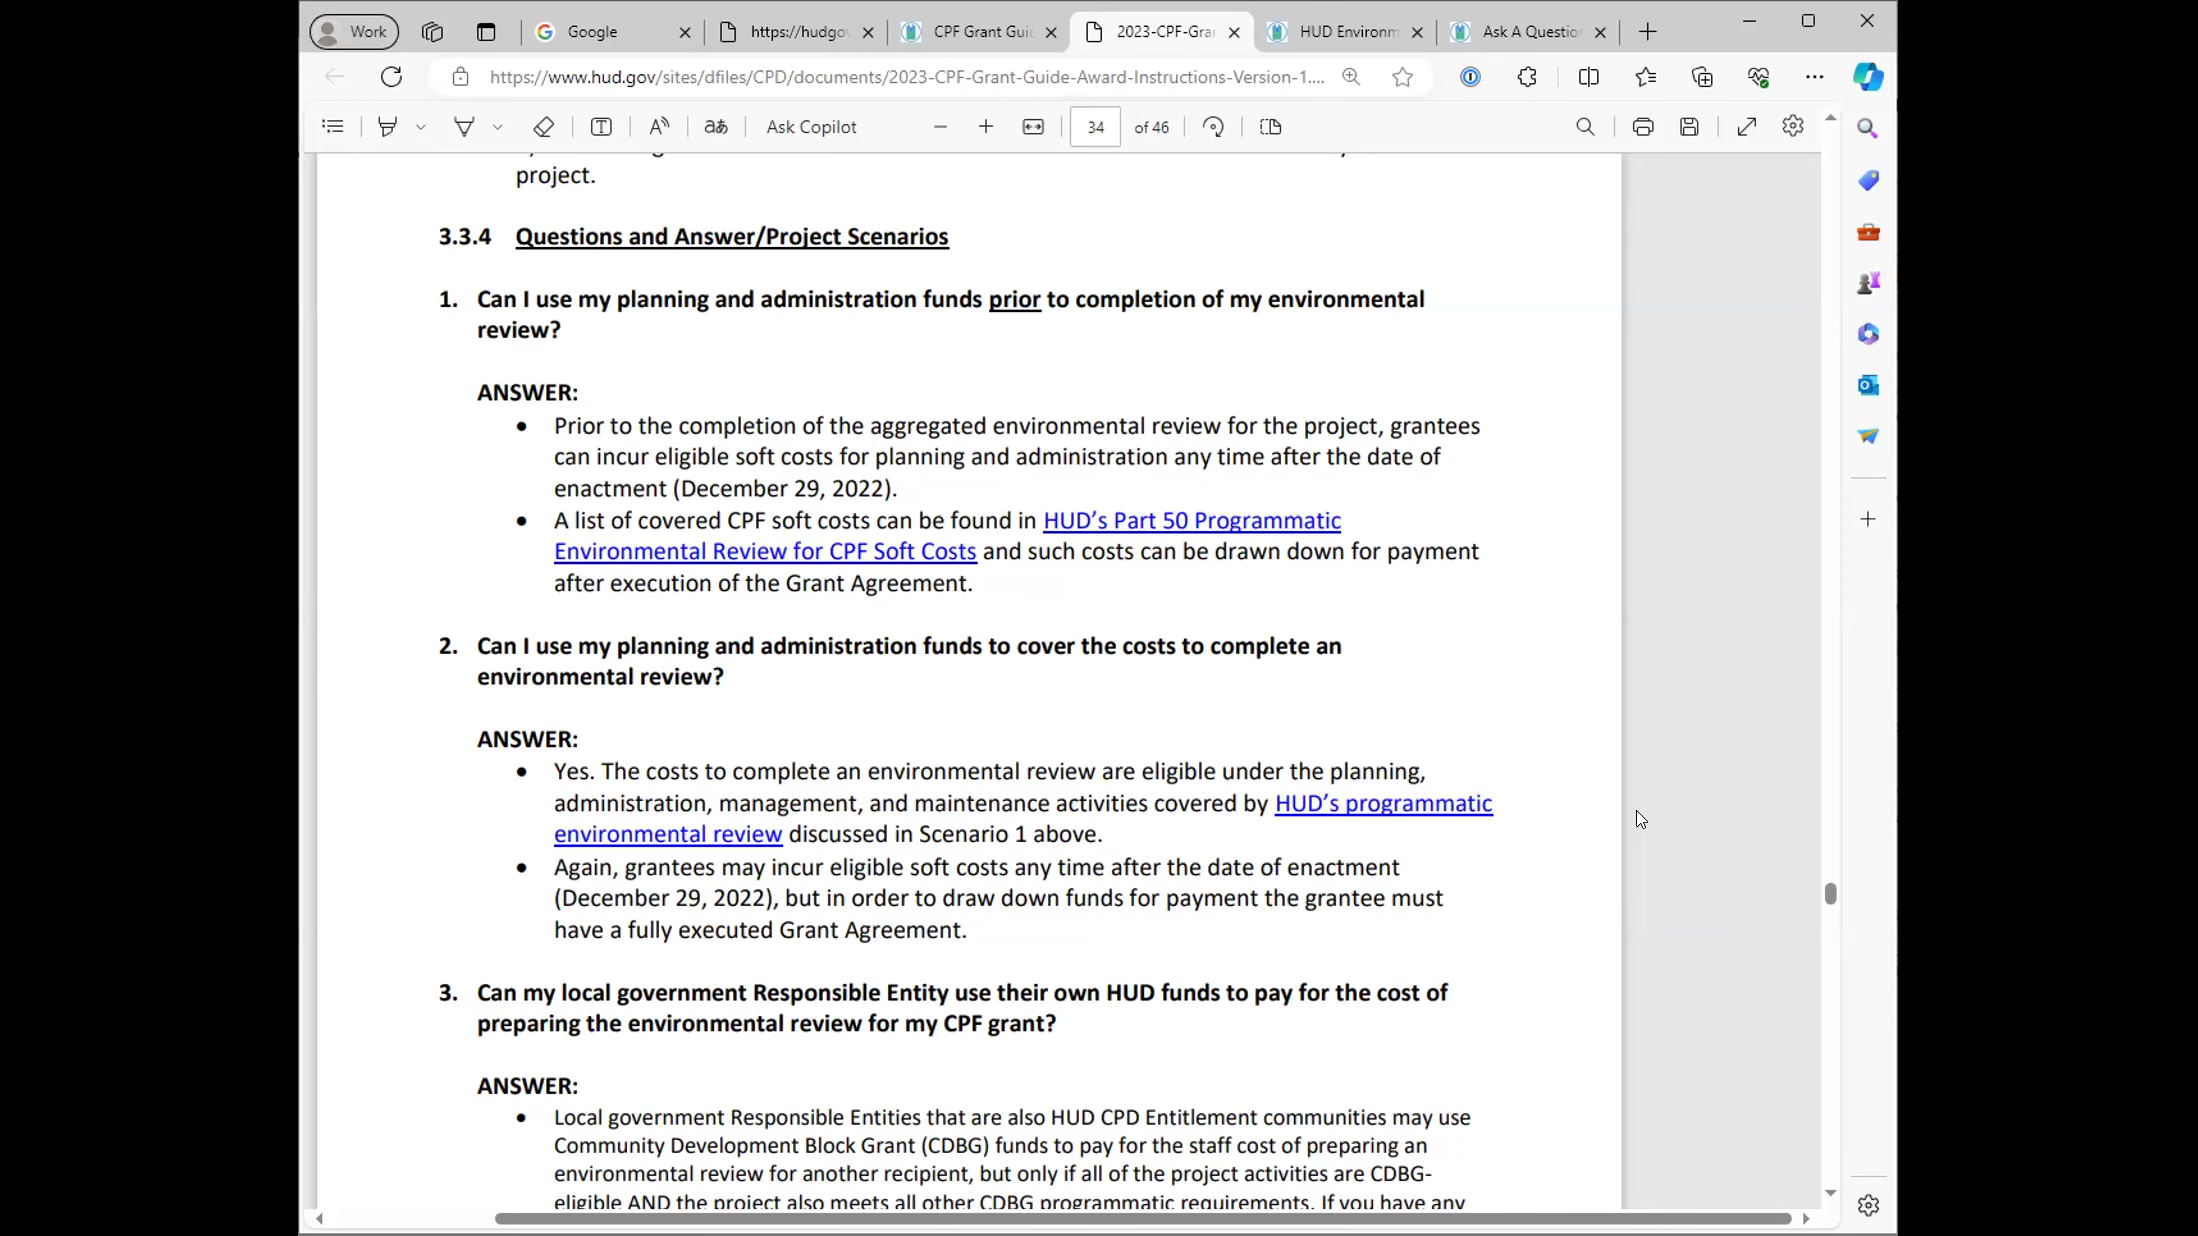 Work
Google
https://hudgo
CPF Grant Gui
2023-CPF-Gra
HUD Environm
Ask A Questio
https://www.hud.gov/sites/dfiles/CPD/documents/2023-CPF-Grant-Guide-Award-Instructions-Version-1....
Ask Copilot
34 of 46
project.
3.3.4 Questions and Answer/Project Scenarios
1. Can I use my planning and administration funds prior to completion of my environmental
review?
ANSWER:
• Prior to the completion of the aggregated environmental review for the project, grantees
can incur eligible soft costs for planning and administration any time after the date of
enactment (December 29, 2022).
• A list of covered CPF soft costs can be found in HUD’s Part 50 Programmatic
Environmental Review for CPF Soft Costs and such costs can be drawn down for payment
after execution of the Grant Agreement.
2. Can I use my planning and administration funds to cover the costs to complete an
environmental review?
ANSWER:
• Yes. The costs to complete an environmental review are eligible under the planning,
administration, management, and maintenance activities covered by HUD’s programmatic
environmental review discussed in Scenario 1 above.
• Again, grantees may incur eligible soft costs any time after the date of enactment
(December 29, 2022), but in order to draw down funds for payment the grantee must
have a fully executed Grant Agreement.
3. Can my local government Responsible Entity use their own HUD funds to pay for the cost of
preparing the environmental review for my CPF grant?
ANSWER:
• Local government Responsible Entities that are also HUD CPD Entitlement communities may use
Community Development Block Grant (CDBG) funds to pay for the staff cost of preparing an
environmental review for another recipient, but only if all of the project activities are CDBG-
eligible AND the project also meets all other CDBG programmatic requirements. If you have any